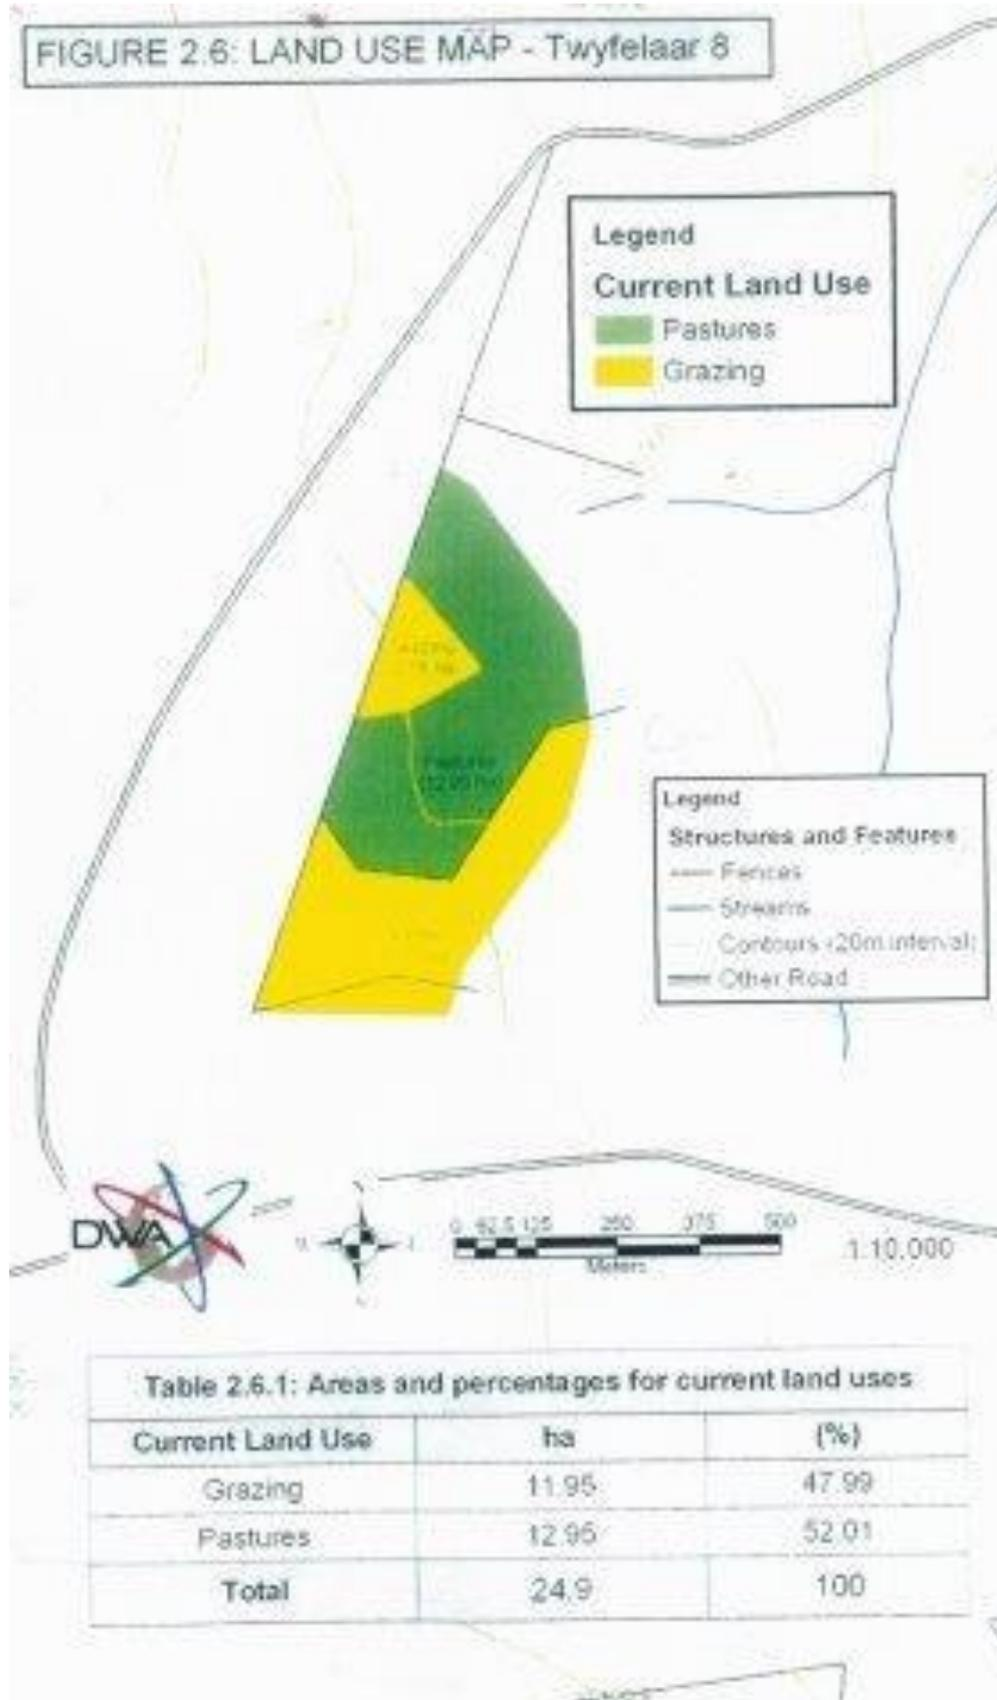 FIGURE 2.6: LAND USE MAP - Twyfelaar 8
Legend
Current Land Use
Pastures
Grazing
Pastures
Legend
Structures and Features
Fences
Streams
Contours (20m interval)
Other Road
DWA
0 62.5 125 250 375 500
Meters
1:10,000
Table 2.6.1: Areas and percentages for current land uses
Current Land Use ha (%)
Grazing 11.95 47.99
Pastures 12.95 52.01
Total 24.9 100